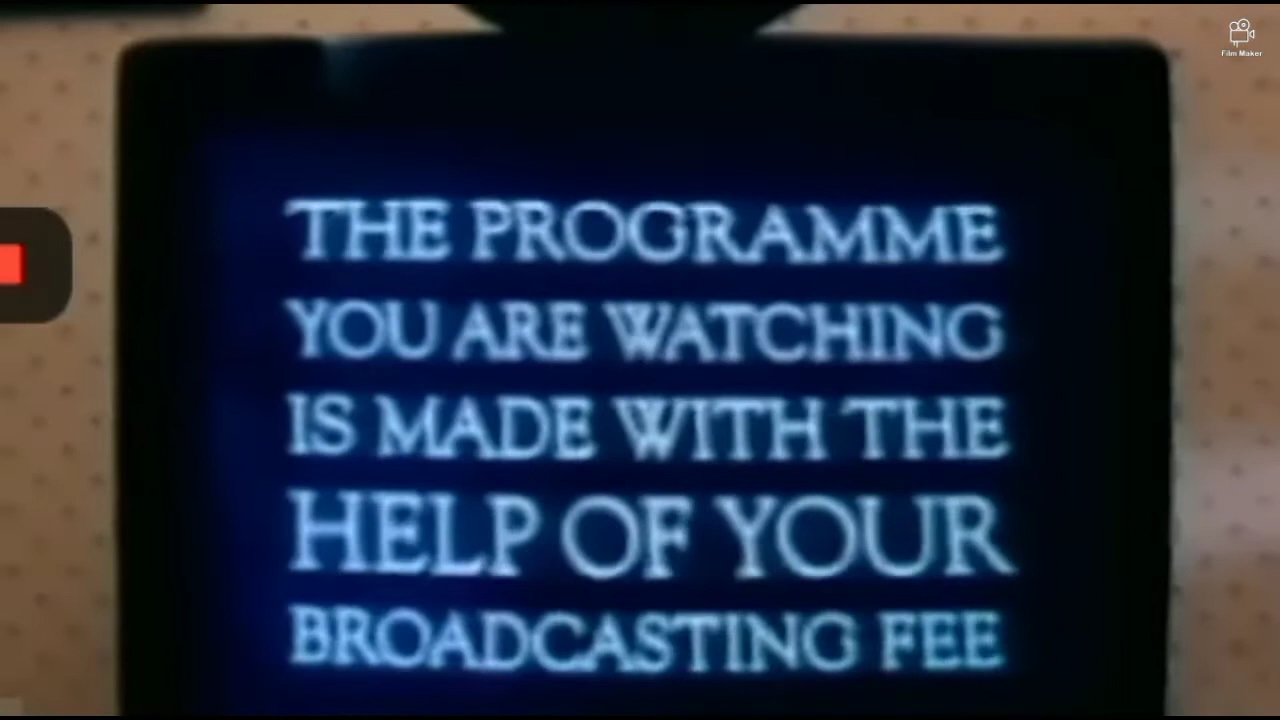 Film Maker
THE PROGRAMME
YOU ARE WATCHING
IS MADE WITH THE
HELP OF YOUR
BROADCASTING FEE